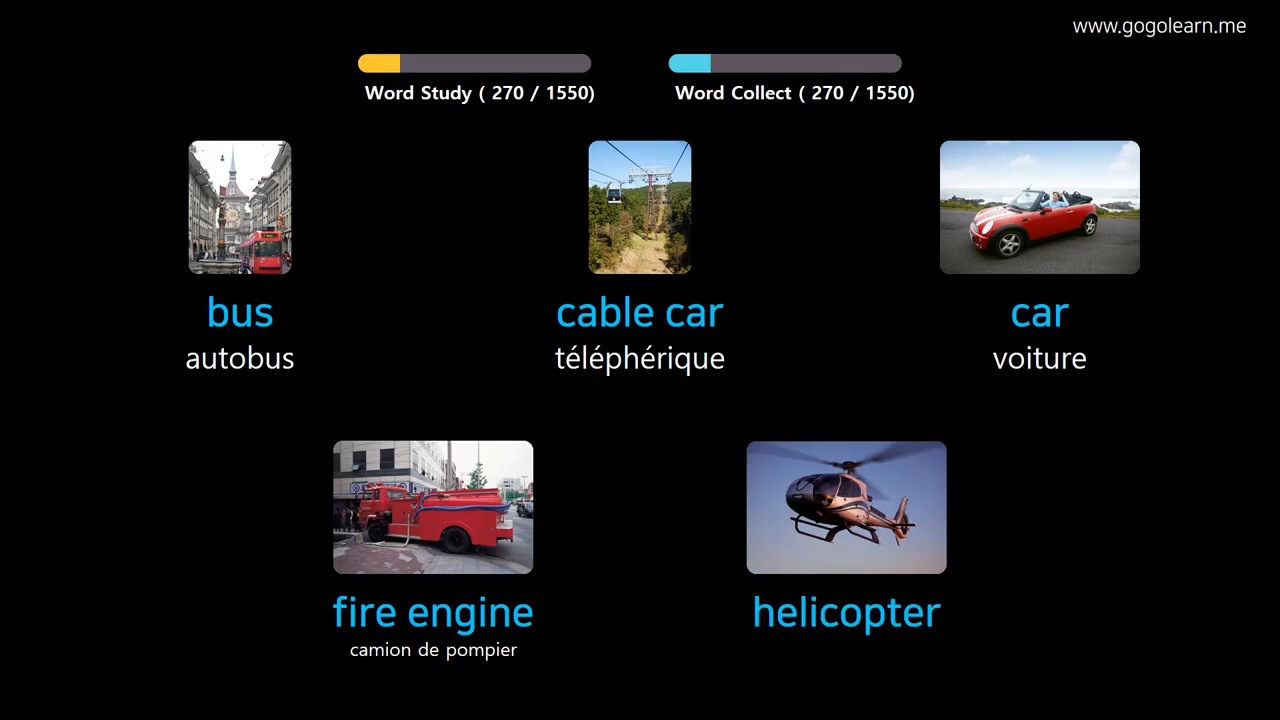 www.gogolearn.me
Word Study ( 270 / 1550)
Word Collect ( 270 / 1550)
bus
autobus
cable car
téléphérique
car
voiture
fire engine
camion de pompier
helicopter